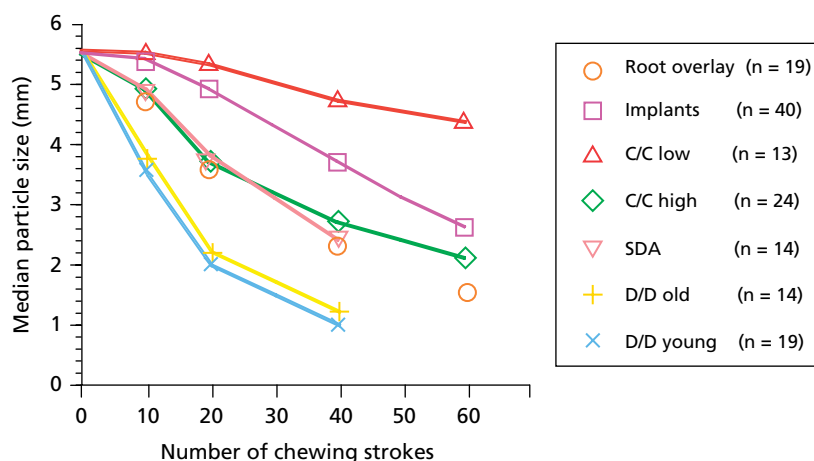 6
5
4
3
2
1
0
Median particle size (mm)
0 10 20 30 40 50 60
Number of chewing strokes
Root overlay (n = 19)
Implants (n = 40)
C/C low (n = 13)
C/C high (n = 24)
SDA (n = 14)
D/D old (n = 14)
D/D young (n = 19)